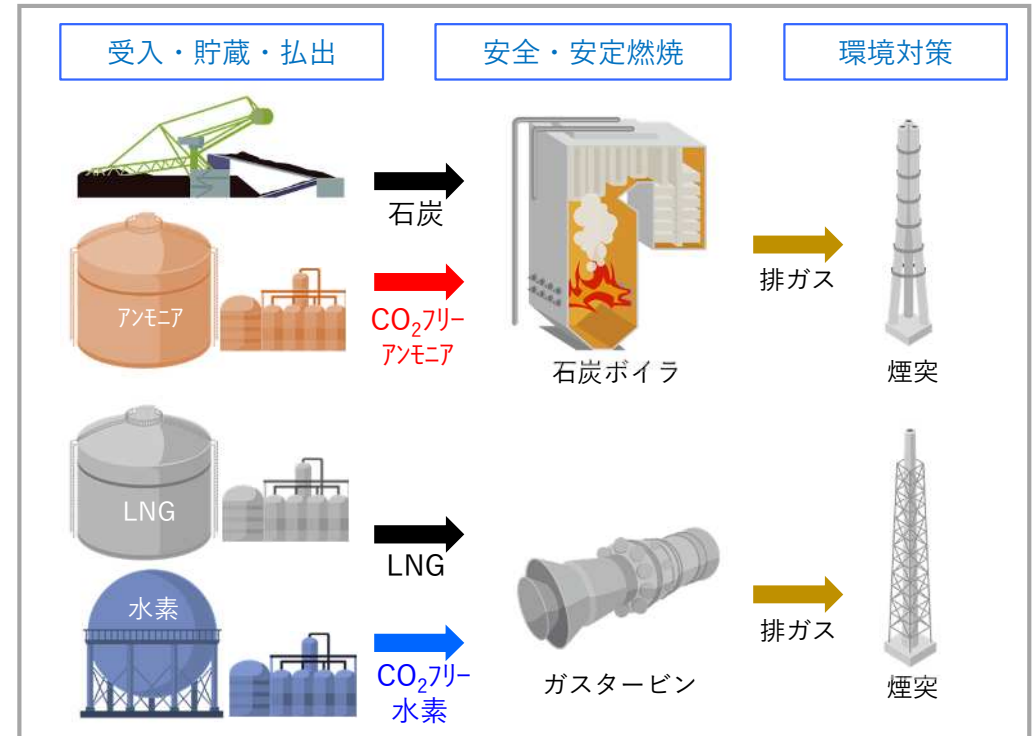 受入・貯蔵・払出
安全・安定燃焼
環境対策
石炭
アンモニア
CO₂フリー
アンモニア
石炭ボイラ
排ガス
煙突
LNG
LNG
水素
CO₂フリー
水素
ガスタービン
排ガス
煙突